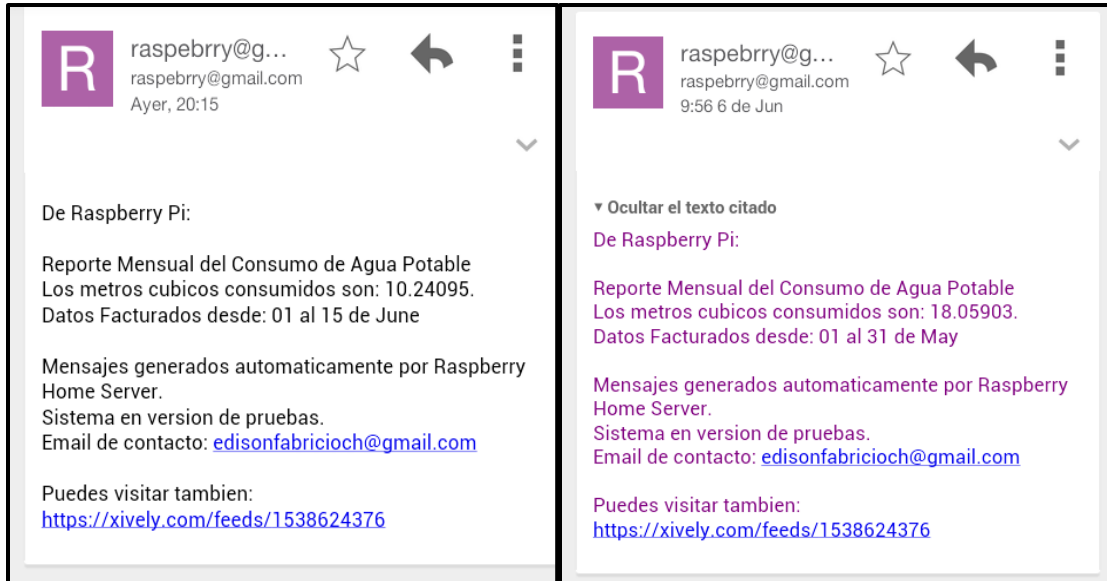 R
raspebrry@g...
raspebrry@gmail.com
Ayer, 20:15
De Raspberry Pi:
Reporte Mensual del Consumo de Agua Potable
Los metros cubicos consumidos son: 10.24095.
Datos Facturados desde: 01 al 15 de June
Mensajes generados automaticamente por Raspberry
Home Server.
Sistema en version de pruebas.
Email de contacto: edisonfabricioch@gmail.com
Puedes visitar tambien:
https://xively.com/feeds/1538624376
R
raspebrry@g...
raspebrry@gmail.com
9:56 6 de Jun
▾ Ocultar el texto citado
De Raspberry Pi:
Reporte Mensual del Consumo de Agua Potable
Los metros cubicos consumidos son: 18.05903.
Datos Facturados desde: 01 al 31 de May
Mensajes generados automaticamente por Raspberry
Home Server.
Sistema en version de pruebas.
Email de contacto: edisonfabricioch@gmail.com
Puedes visitar tambien:
https://xively.com/feeds/1538624376